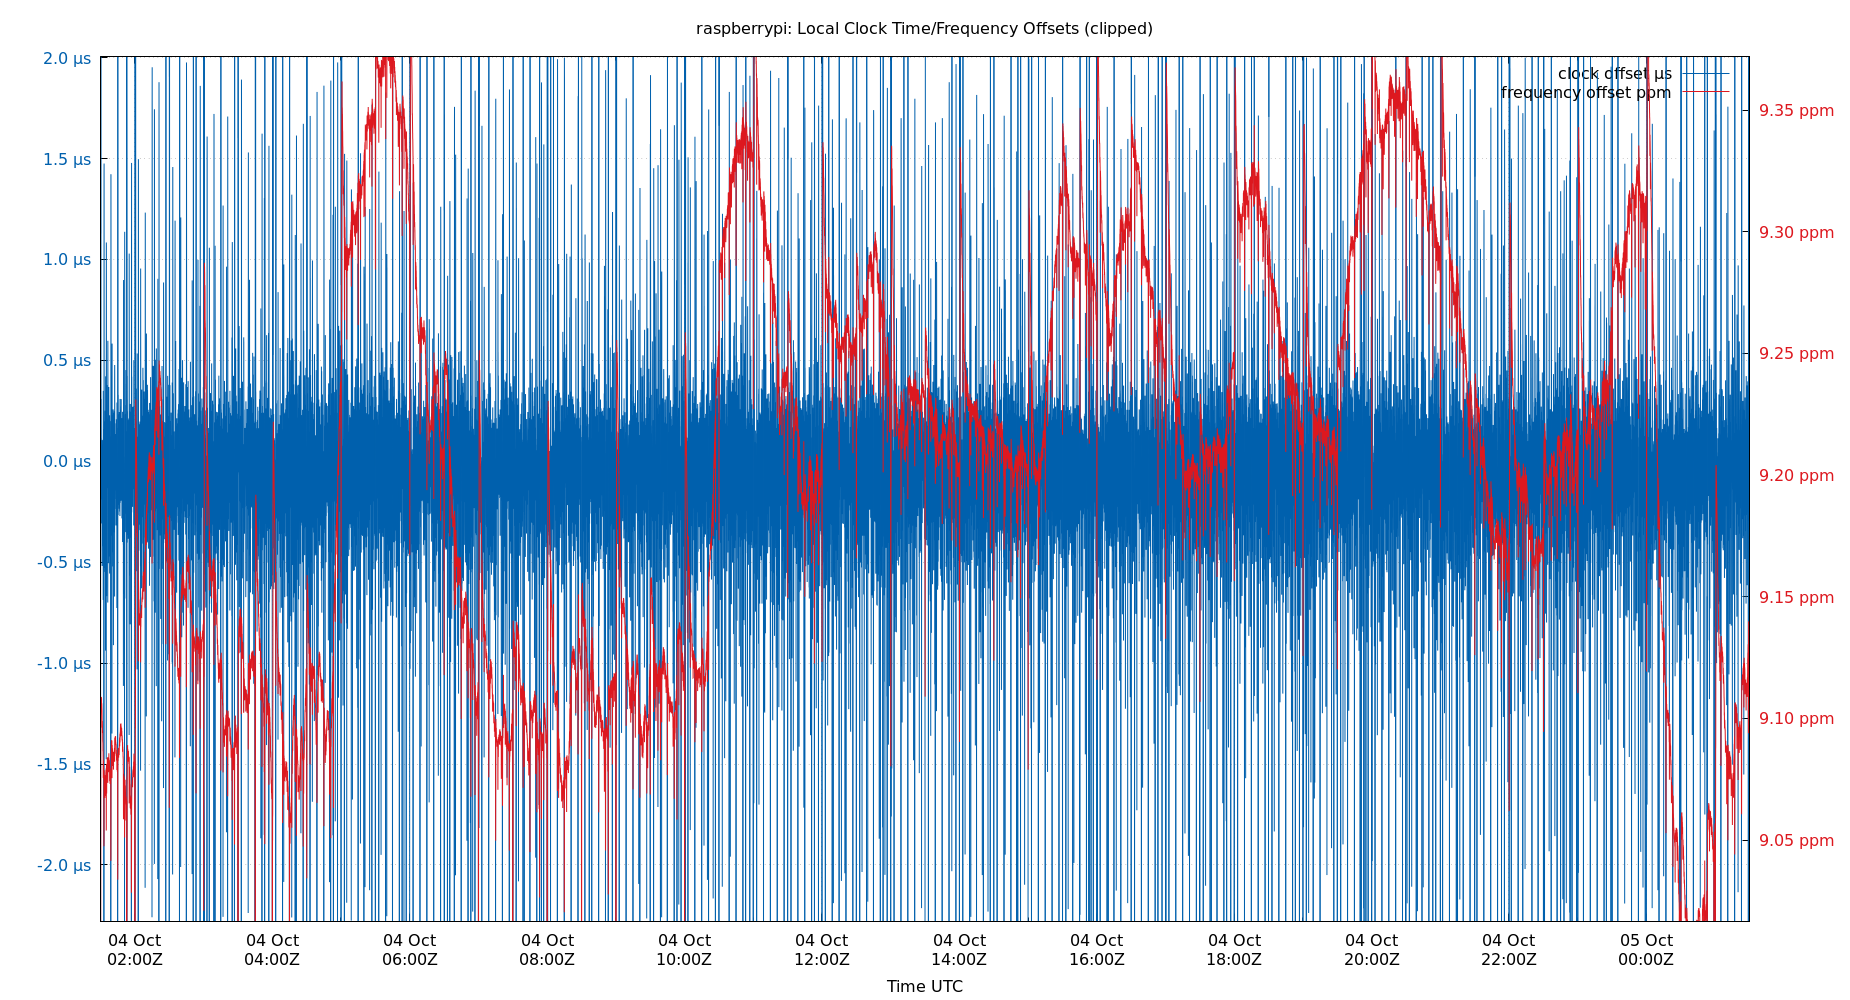 raspberrypi: Local Clock Time/Frequency Offsets (clipped)
clock offset µs
frequency offset ppm
2.0 µs
1.5 µs
1.0 µs
0.5 µs
0.0 µs
-0.5 µs
-1.0 µs
-1.5 µs
-2.0 µs
9.35 ppm
9.30 ppm
9.25 ppm
9.20 ppm
9.15 ppm
9.10 ppm
9.05 ppm
04 Oct 04 Oct 04 Oct 04 Oct 04 Oct 04 Oct 04 Oct 04 Oct 04 Oct 04 Oct 04 Oct 05 Oct
02:00Z 04:00Z 06:00Z 08:00Z 10:00Z 12:00Z 14:00Z 16:00Z 18:00Z 20:00Z 22:00Z 00:00Z
Time UTC